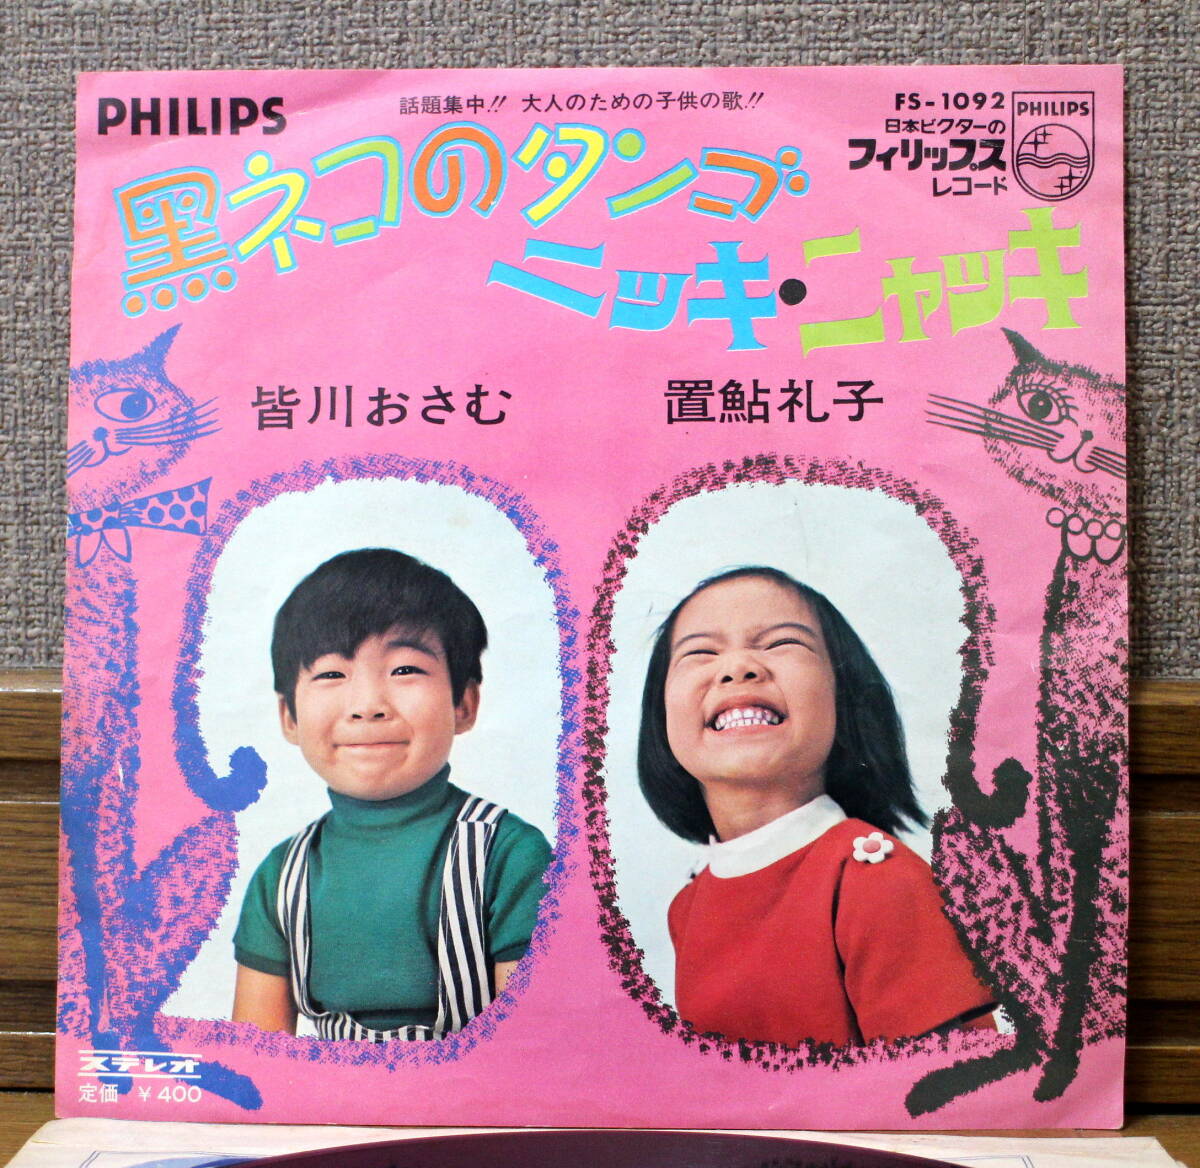 PHILIPS
話題集中!! 大人のための子供の歌!!
FS-1092
日本ビクターの
フィリップス
レコード
PHILIPS
黒ネコのタンゴ
ニッキ・ニャッキ
皆川おさむ
置鮎礼子
ステレオ
定価 ¥400